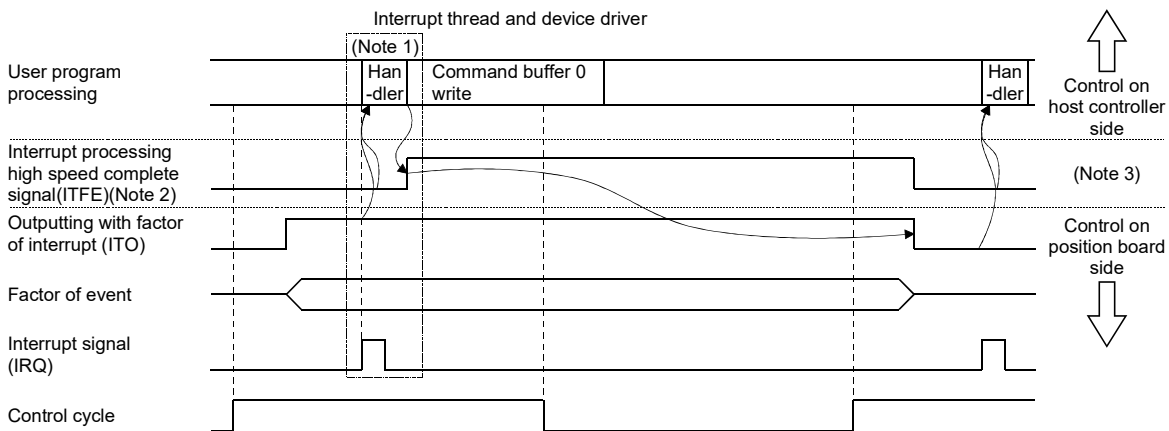 Interrupt thread and device driver
(Note 1)
User program
processing
Han
-dler
Command buffer 0
write
Han
-dler
Control on
host controller
side
Interrupt processing
high speed complete
signal(ITFE)(Note 2)
(Note 3)
Outputting with factor
of interrupt (ITO)
Control on
position board
side
Factor of event
Interrupt signal
(IRQ)
Control cycle